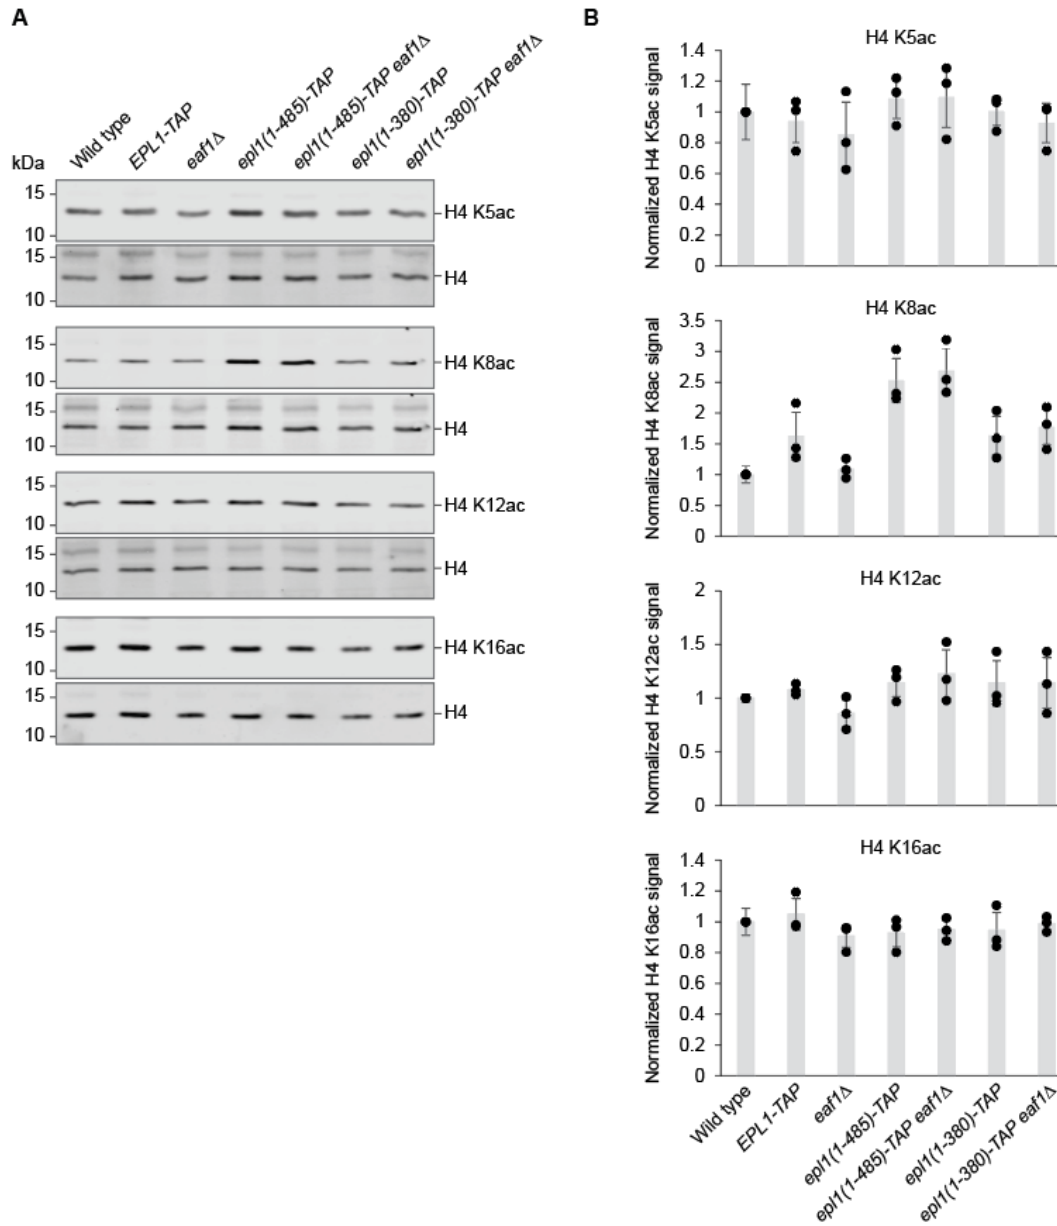 A
kDa
Wild type
EPL1-TAP
eaf1Δ
epl1(1-485)-TAP
epl1(1-485)-TAP eaf1Δ
epl1(1-380)-TAP
epl1(1-380)-TAP eaf1Δ
15
10
H4 K5ac
15
10
H4
15
10
H4 K8ac
15
10
H4
15
10
H4 K12ac
15
10
H4
15
10
H4 K16ac
15
10
H4
B
H4 K5ac
Normalized H4 K5ac signal
1.4
1.2
1
0.8
0.6
0.4
0.2
0
H4 K8ac
Normalized H4 K8ac signal
3.5
3
2.5
2
1.5
1
0.5
0
H4 K12ac
Normalized H4 K12ac signal
2
1.5
1
0.5
0
H4 K16ac
Normalized H4 K16ac signal
1.4
1.2
1
0.8
0.6
0.4
0.2
0
Wild type
EPL1-TAP
eaf1Δ
epl1(1-485)-TAP
epl1(1-485)-TAP eaf1Δ
epl1(1-380)-TAP
epl1(1-380)-TAP eaf1Δ